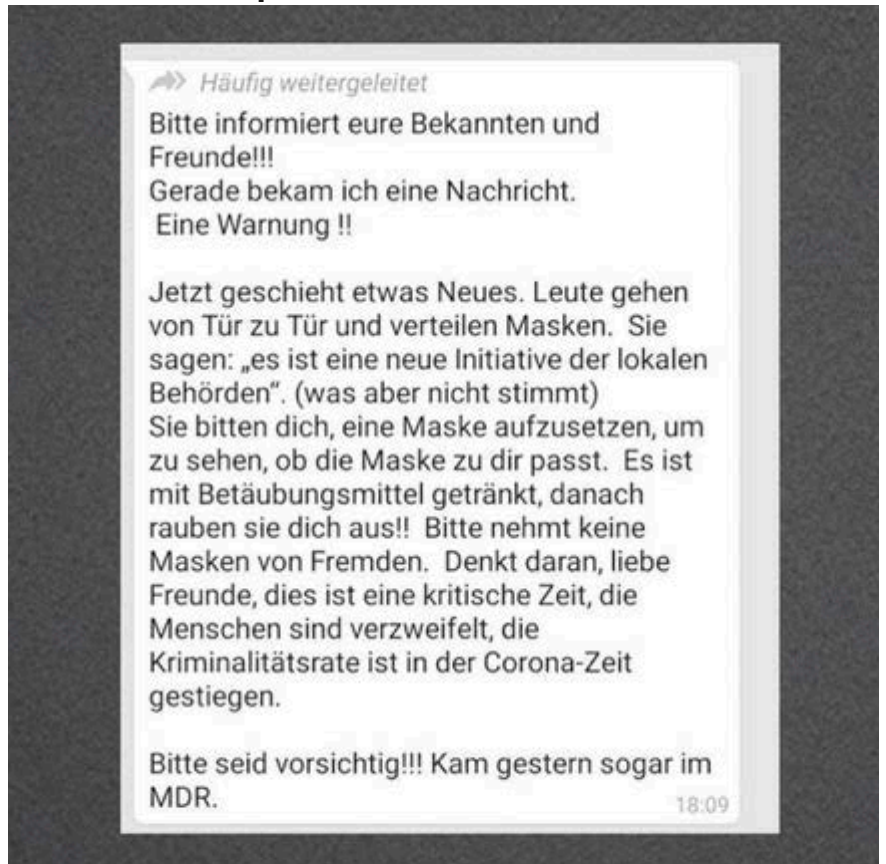 Häufig weitergeleitet
Bitte informiert eure Bekannten und
Freunde!!!
Gerade bekam ich eine Nachricht.
Eine Warnung !!
Jetzt geschieht etwas Neues. Leute gehen
von Tür zu Tür und verteilen Masken. Sie
sagen: „es ist eine neue Initiative der lokalen
Behörden“. (was aber nicht stimmt)
Sie bitten dich, eine Maske aufzusetzen, um
zu sehen, ob die Maske zu dir passt. Es ist
mit Betäubungsmittel getränkt, danach
rauben sie dich aus!! Bitte nehmt keine
Masken von Fremden. Denkt daran, liebe
Freunde, dies ist eine kritische Zeit, die
Menschen sind verzweifelt, die
Kriminalitätsrate ist in der Corona-Zeit
gestiegen.
Bitte seid vorsichtig!!! Kam gestern sogar im
MDR.
18:09